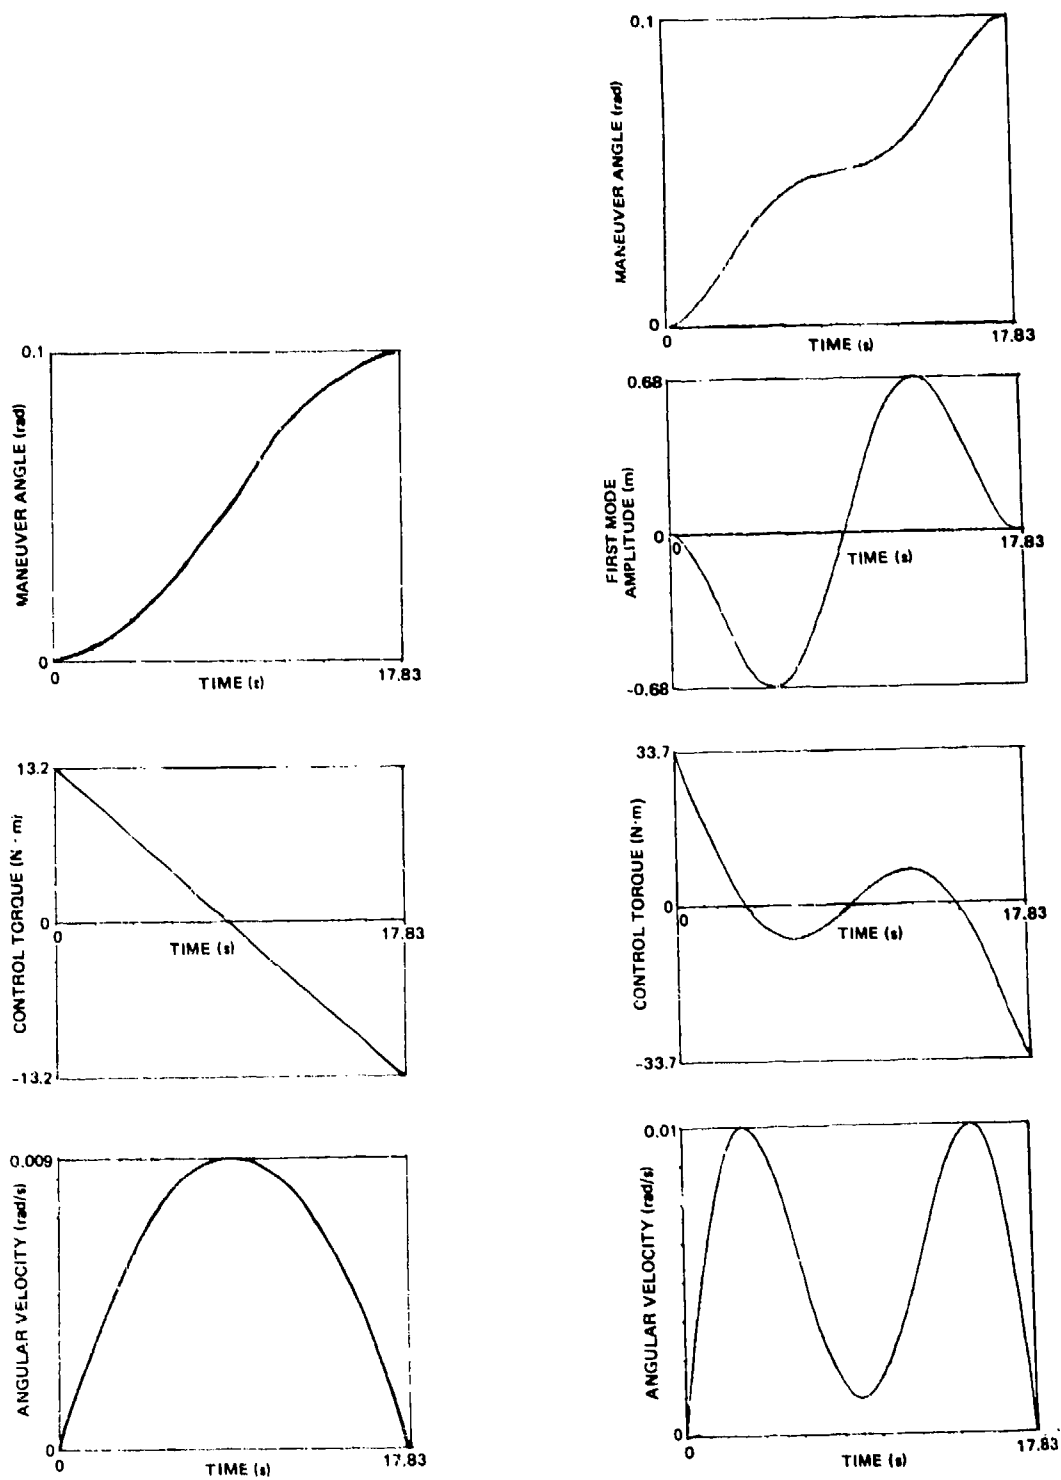 0.1
MANEUVER ANGLE (rad)
0
0
TIME (s)
17.83
13.2
CONTROL TORQUE (N · m)
0
0
TIME (s)
17.83
-13.2
0.009
ANGULAR VELOCITY (rad/s)
0
0
TIME (s)
17.83
0.1
MANEUVER ANGLE (rad)
0
0
TIME (s)
17.83
0.68
FIRST MODE
AMPLITUDE (m)
0
0
TIME (s)
17.83
-0.68
33.7
CONTROL TORQUE (N·m)
0
0
TIME (s)
17.83
-33.7
0.01
ANGULAR VELOCITY (rad/s)
0
0
TIME (s)
17.83